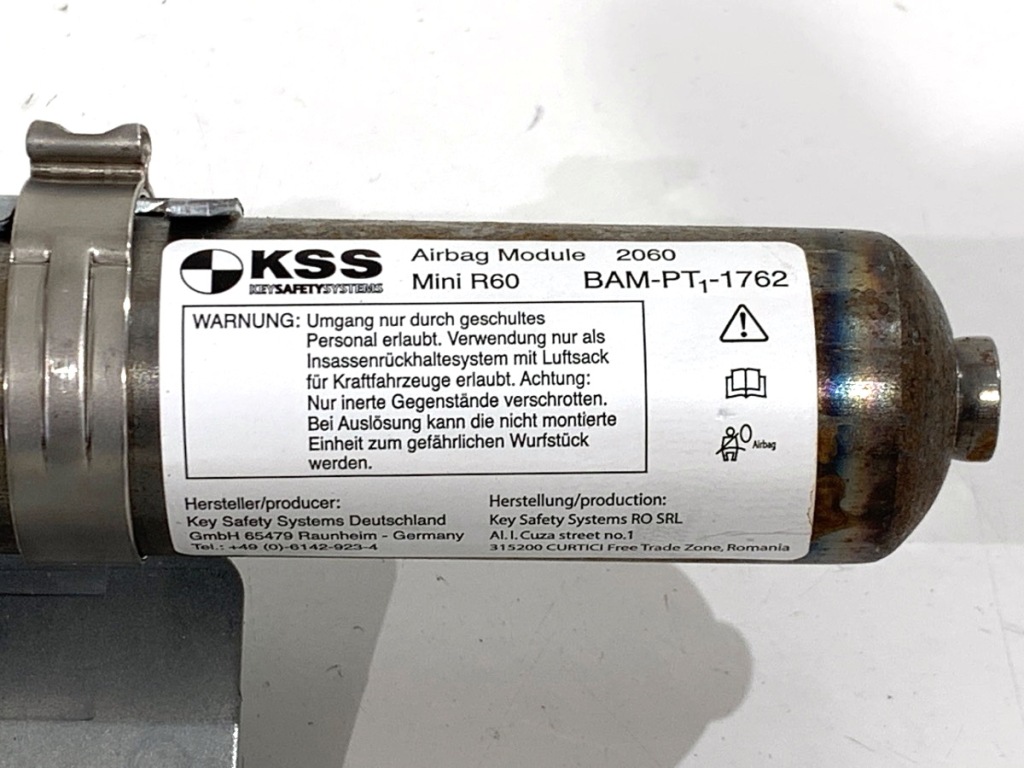 KSS
KEYSAFETYSYSTEMS
Airbag Module 2060
Mini R60 BAM-PT1-1762
WARNUNG: Umgang nur durch geschultes
Personal erlaubt. Verwendung nur als
Insassenrückhaltesystem mit Luftsack
für Kraftfahrzeuge erlaubt. Achtung:
Nur inerte Gegenstände verschrotten.
Bei Auslösung kann die nicht montierte
Einheit zum gefährlichen Wurfstück
werden.
Airbag
Hersteller/producer:
Key Safety Systems Deutschland
GmbH 65479 Raunheim - Germany
Tel.: +49 (0)-6142-923-4
Herstellung/production:
Key Safety Systems RO SRL
Al. I. Cuza street no.1
315200 CURTICI Free Trade Zone, Romania